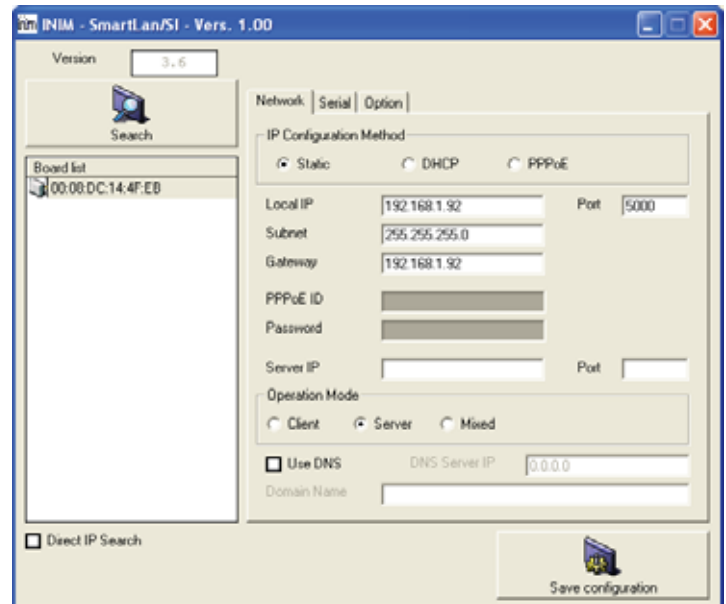 inim INIM - SmartLan/SI - Vers. 1.00
Version 3.6
Search
Board list
00:08:DC:14:4F:EB
Network Serial Option
IP Configuration Method
Static DHCP PPPoE
Local IP 192.168.1.92 Port 5000
Subnet 255.255.255.0
Gateway 192.168.1.92
PPPoE ID
Password
Server IP Port
Operation Mode
Client Server Mixed
Use DNS DNS Server IP 0.0.0.0
Domain Name
Direct IP Search
Save configuration